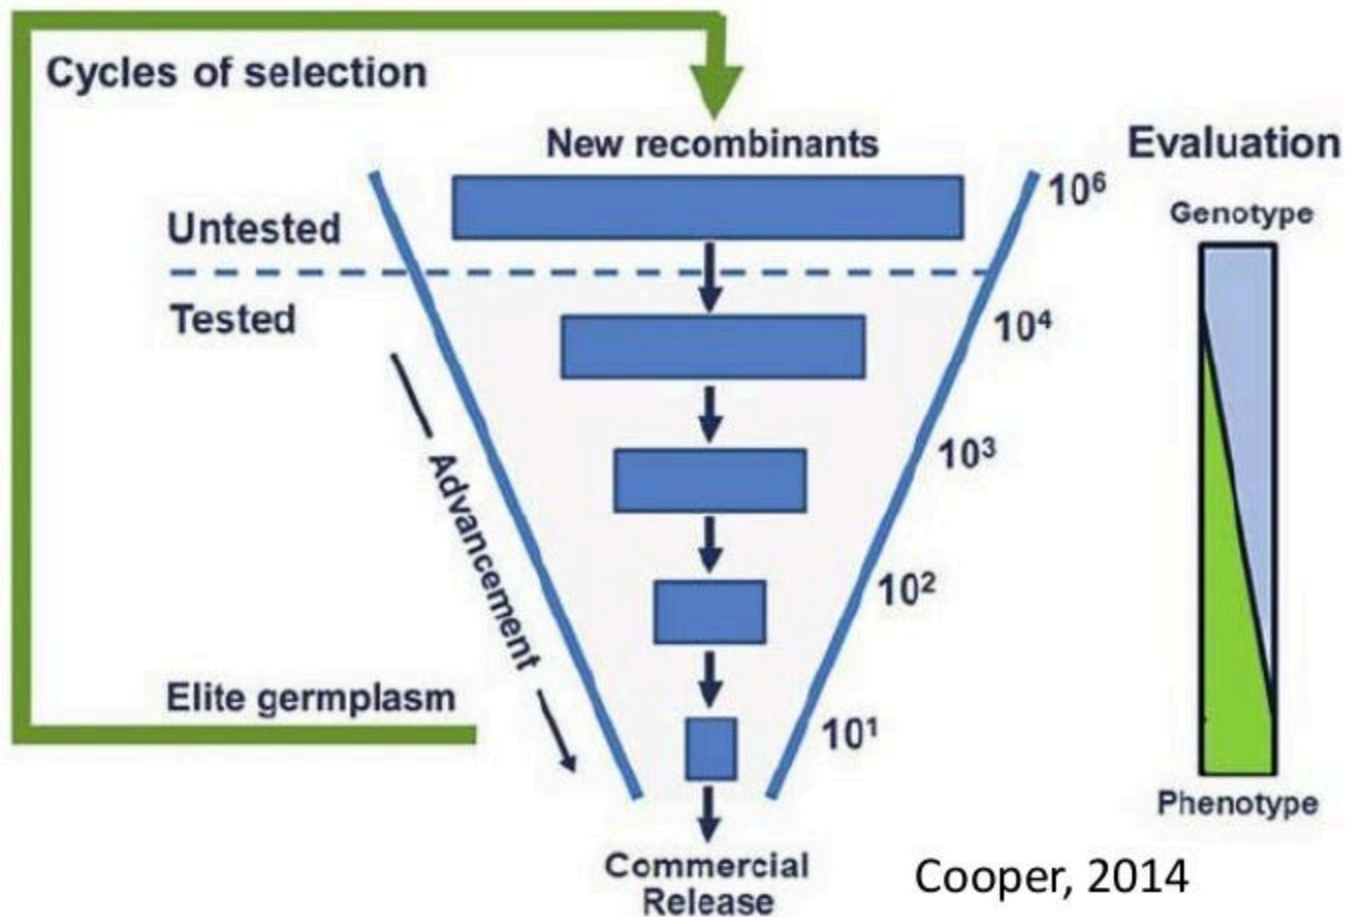 Cycles of selection
New recombinants
Evaluation
Untested
10⁶
Genotype
Tested
10⁴
10³
Advancement
10²
Elite germplasm
10¹
Phenotype
Commercial
Release
Cooper, 2014